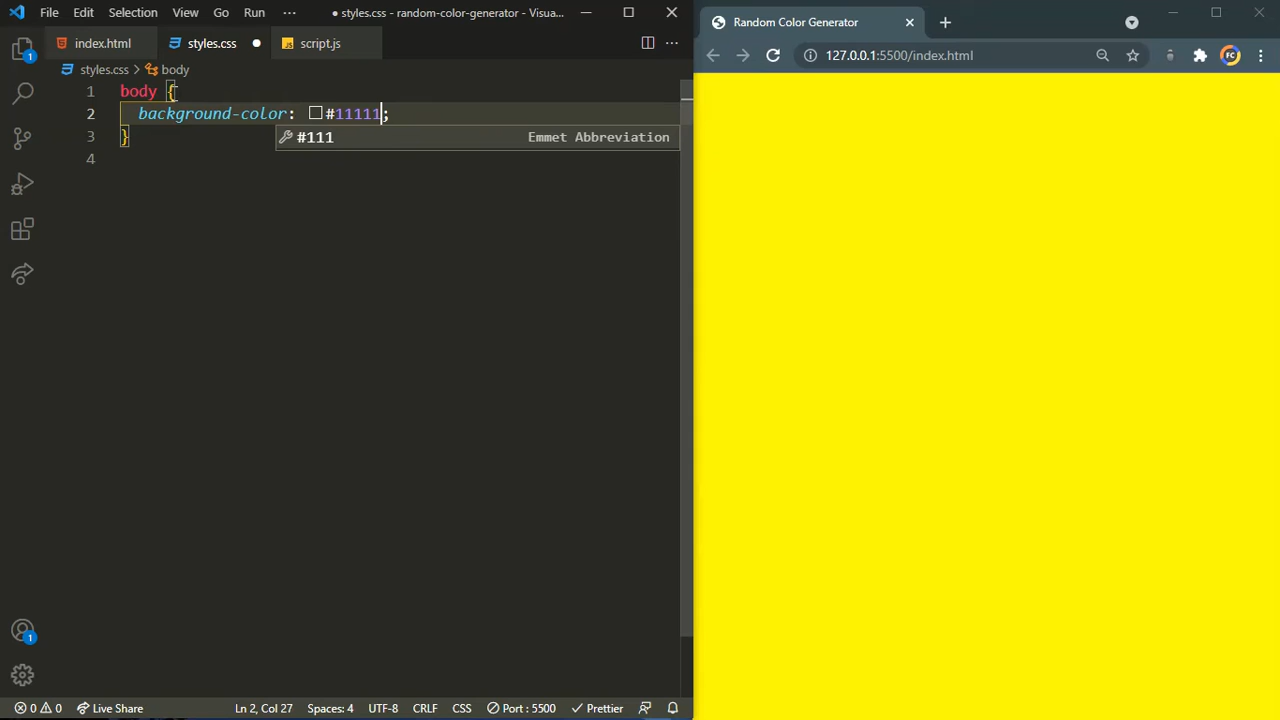 File Edit Selection View Go Run ··· ● styles.css - random-color-generator - Visua...
index.html styles.css ● script.js ···
styles.css > body
1 body {
2 background-color: #11111;
#111 Emmet Abbreviation
3 }
4
1
1
0 0 Live Share Ln 2, Col 27 Spaces: 4 UTF-8 CRLF CSS Port : 5500 Prettier
Random Color Generator
127.0.0.1:5500/index.html
FC